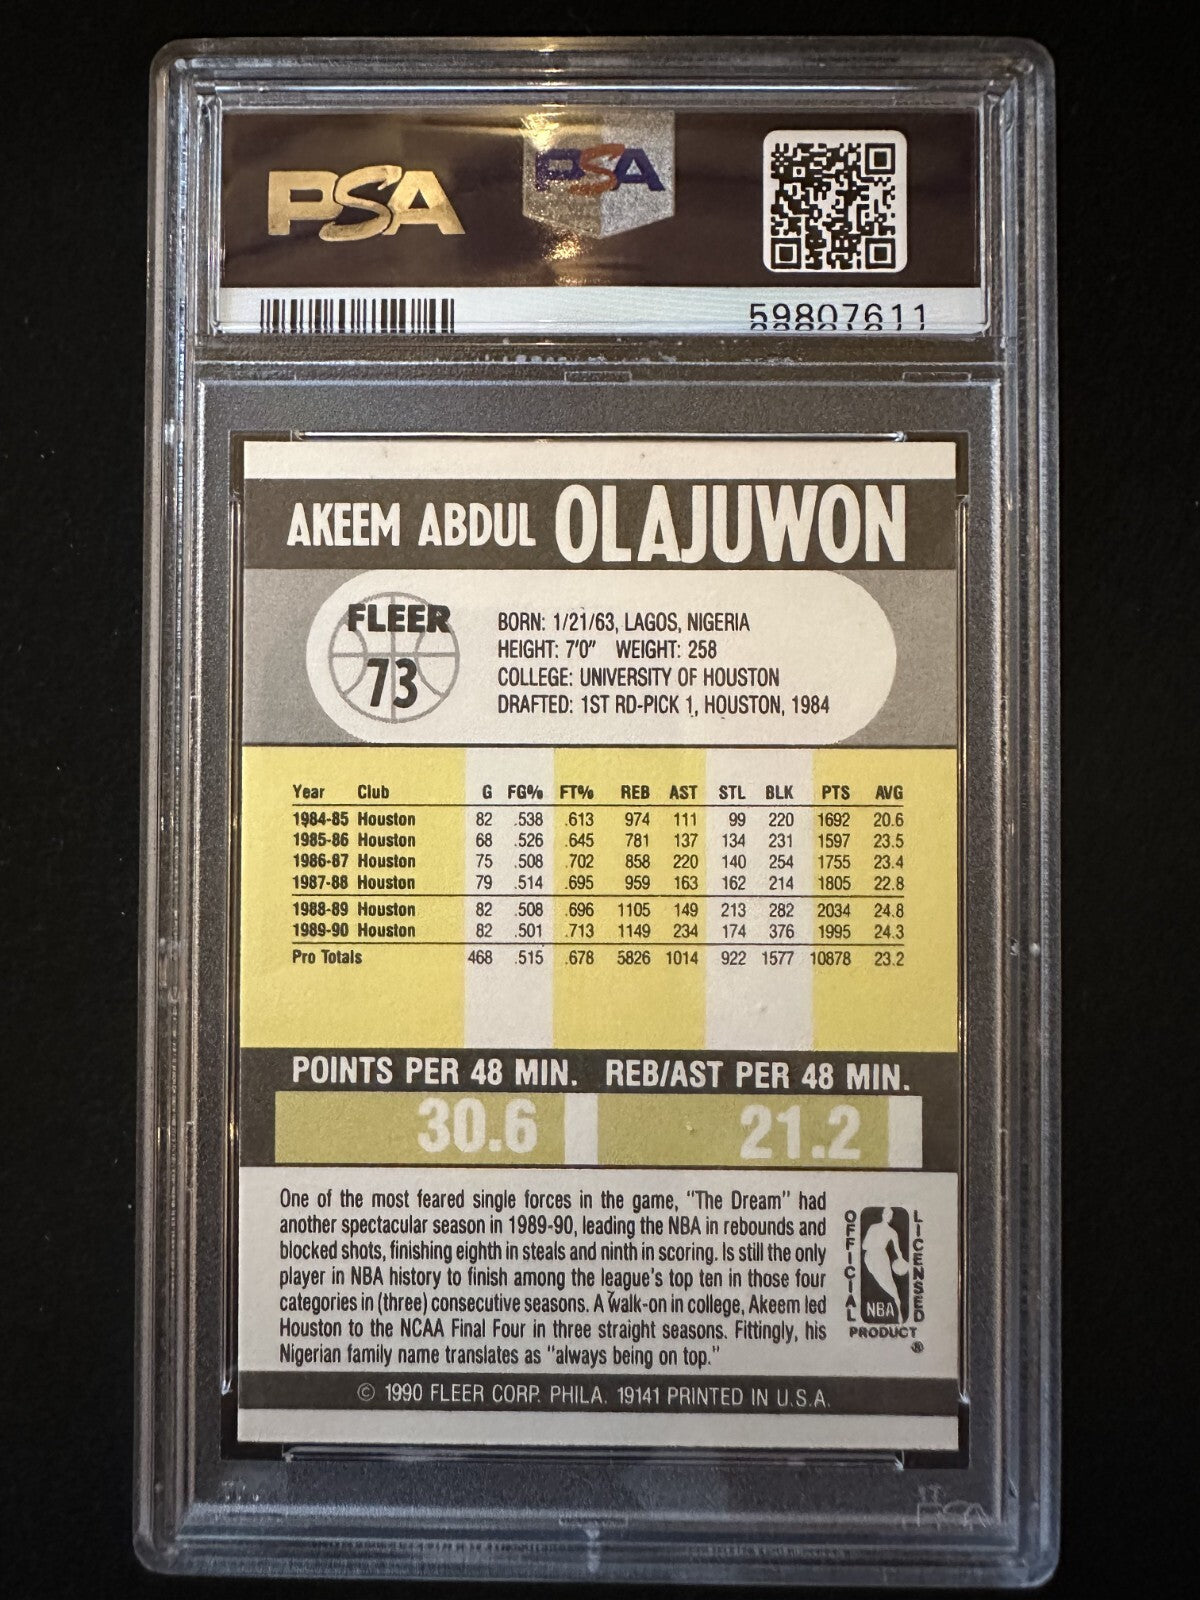 PSA
PSA
59807611
AKEEM ABDUL OLAJUWON
FLEER
73
BORN: 1/21/63, LAGOS, NIGERIA
HEIGHT: 7'0" WEIGHT: 258
COLLEGE: UNIVERSITY OF HOUSTON
DRAFTED: 1ST RD-PICK 1, HOUSTON, 1984
Year Club G FG% FT% REB AST STL BLK PTS AVG
1984-85 Houston 82 .538 .613 974 111 99 220 1692 20.6
1985-86 Houston 68 .526 .645 781 137 134 231 1597 23.5
1986-87 Houston 75 .508 .702 858 220 140 254 1755 23.4
1987-88 Houston 79 .514 .695 959 163 162 214 1805 22.8
1988-89 Houston 82 .508 .696 1105 149 213 282 2034 24.8
1989-90 Houston 82 .501 .713 1149 234 174 376 1995 24.3
Pro Totals 468 .515 .678 5826 1014 922 1577 10878 23.2
POINTS PER 48 MIN. REB/AST PER 48 MIN.
30.6 21.2
One of the most feared single forces in the game, "The Dream" had
another spectacular season in 1989-90, leading the NBA in rebounds and
blocked shots, finishing eighth in steals and ninth in scoring. Is still the only
player in NBA history to finish among the league's top ten in those four
categories in (three) consecutive seasons. A walk-on in college, Akeem led
Houston to the NCAA Final Four in three straight seasons. Fittingly, his
Nigerian family name translates as "always being on top."
OFFICIAL
LICENSED
NBA
PRODUCT
®
© 1990 FLEER CORP. PHILA. 19141 PRINTED IN U.S.A.
PSA